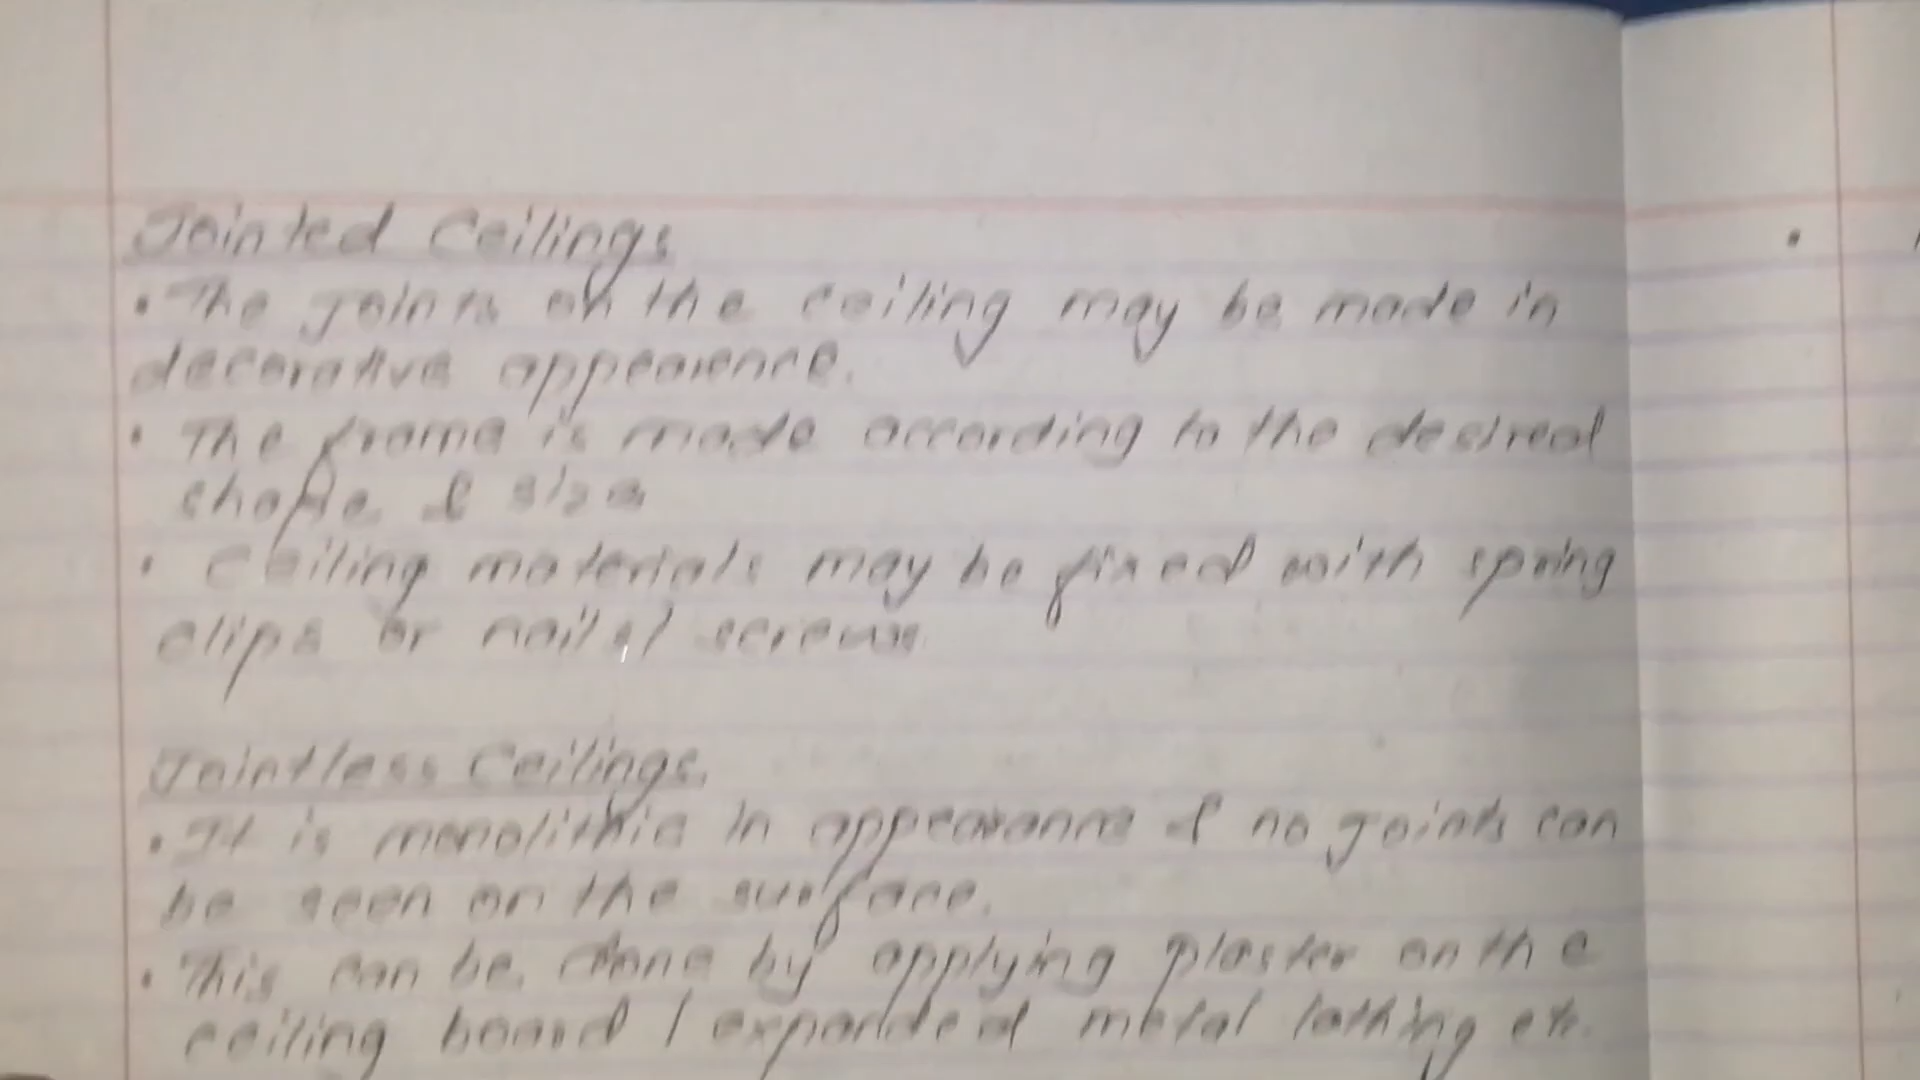 Jointed Ceilings
• The joints on the ceiling may be made in
decorative appearence.
• The frame is made according to the desired
shape & size
• Ceiling materials may be fixed with spring
clips or nails/ screws
Jointless Ceilings.
• It is monolithic in appearance & no joints can
be seen on the surface.
• This can be done by applying plaster on the
ceiling board / expanded metal lathing etc.